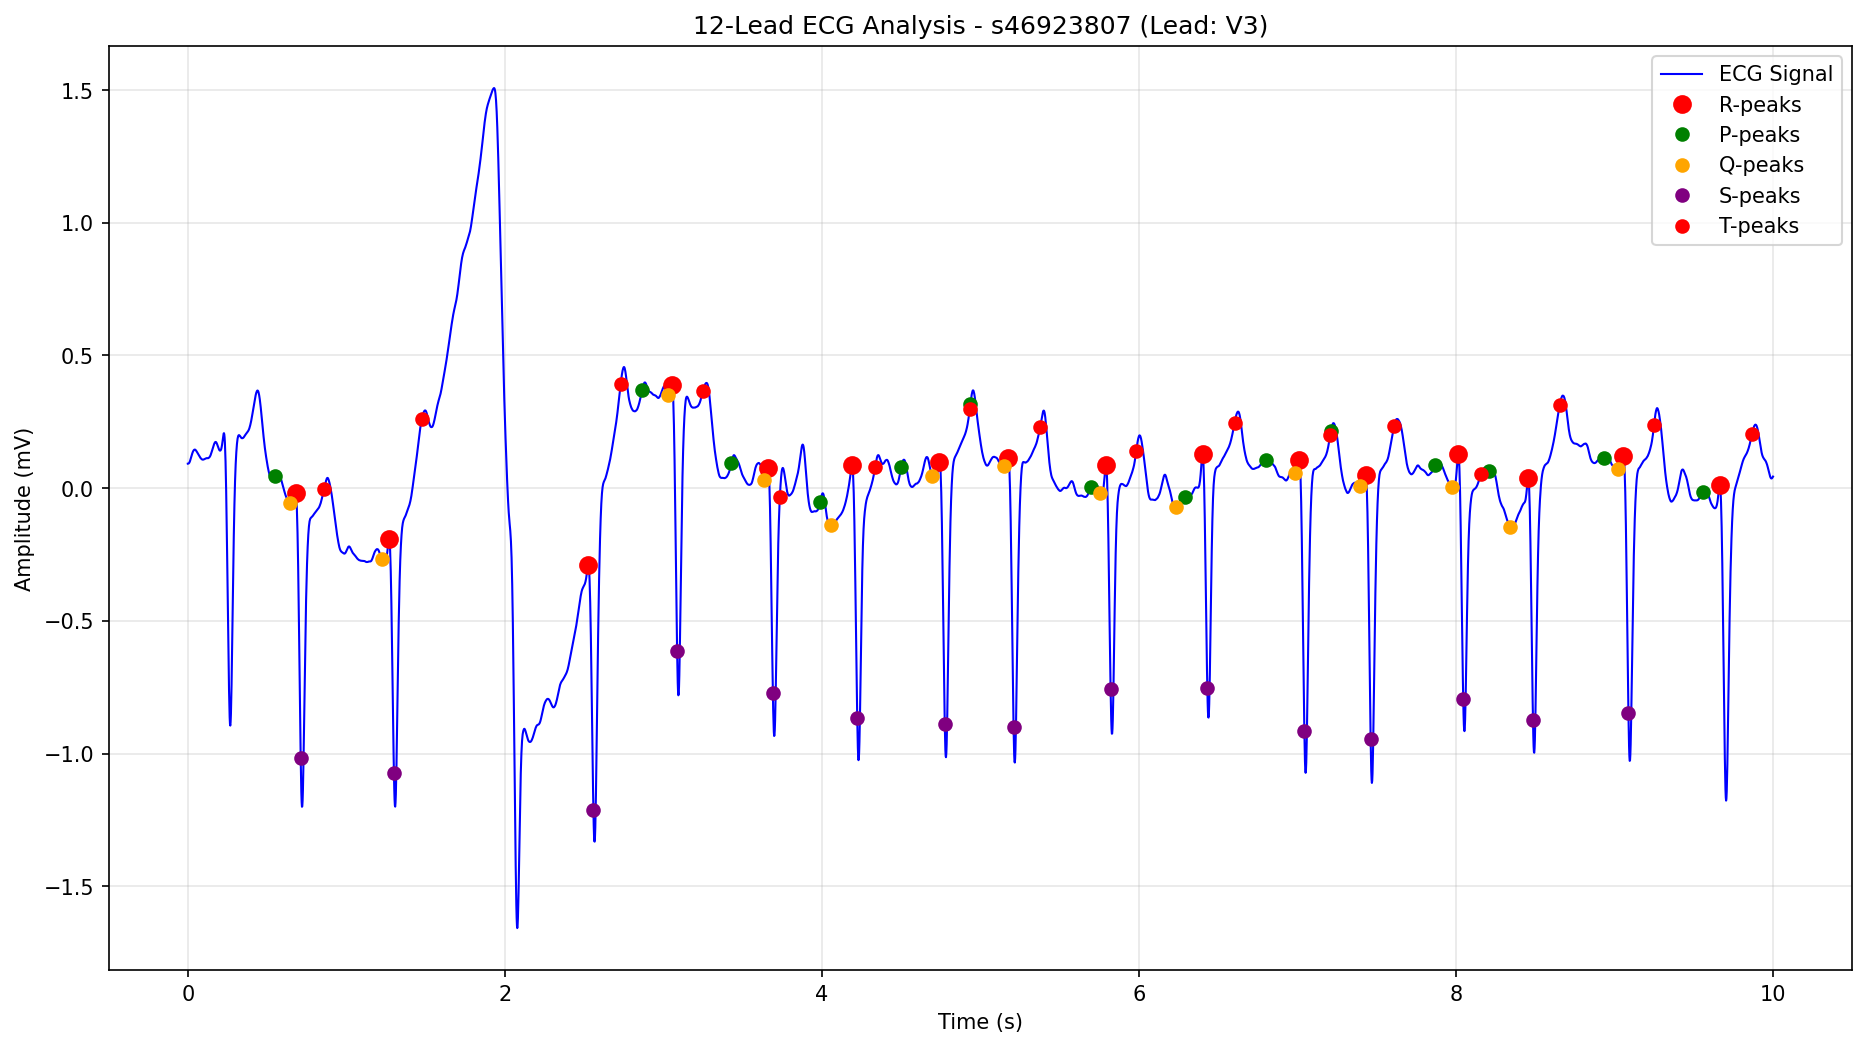 12-Lead ECG Analysis - s46923807 (Lead: V3)
ECG Signal
R-peaks
P-peaks
Q-peaks
S-peaks
T-peaks
Amplitude (mV)
1.5
1.0
0.5
0.0
−0.5
−1.0
−1.5
0 2 4 6 8 10
Time (s)